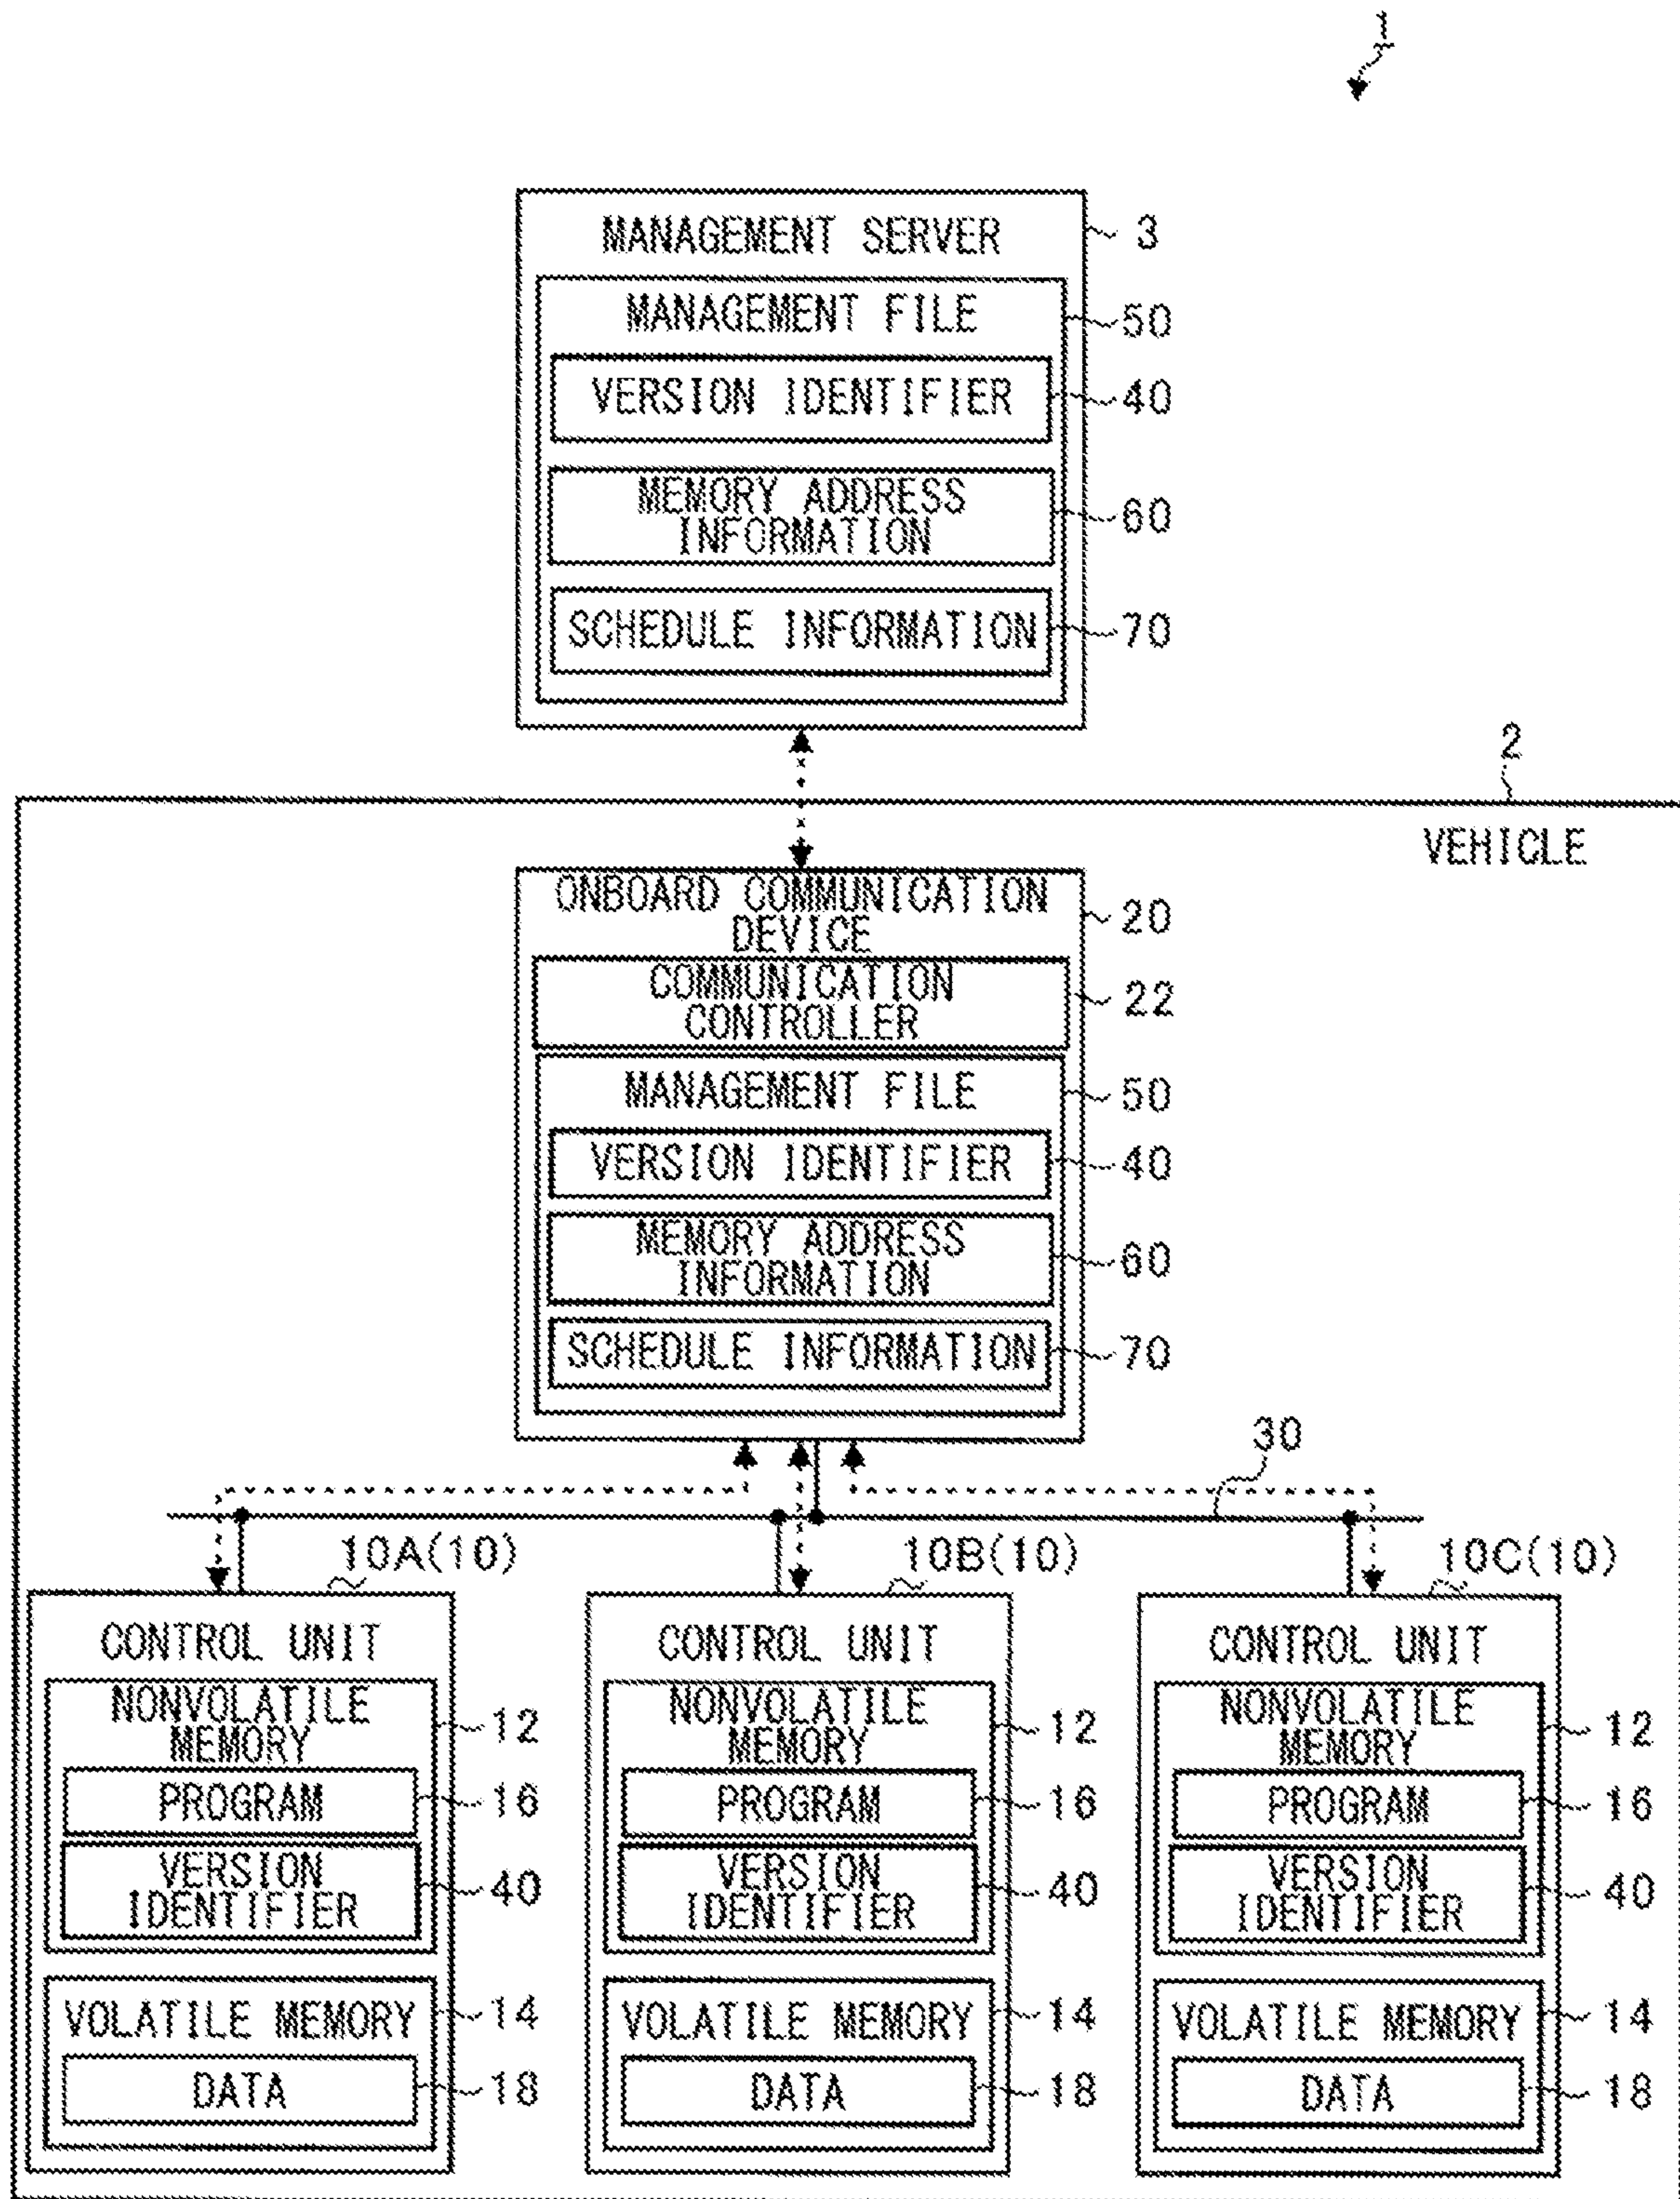 1
MANAGEMENT SERVER
3
MANAGEMENT FILE
50
VERSION IDENTIFIER
40
MEMORY ADDRESS
INFORMATION
60
SCHEDULE INFORMATION
70
2
VEHICLE
ONBOARD COMMUNICATION
DEVICE
20
COMMUNICATION
CONTROLLER
22
MANAGEMENT FILE
50
VERSION IDENTIFIER
40
MEMORY ADDRESS
INFORMATION
60
SCHEDULE INFORMATION
70
30
10A(10)
CONTROL UNIT
NONVOLATILE
MEMORY
12
PROGRAM
16
VERSION
IDENTIFIER
40
VOLATILE MEMORY
14
DATA
18
10B(10)
CONTROL UNIT
NONVOLATILE
MEMORY
12
PROGRAM
16
VERSION
IDENTIFIER
40
VOLATILE MEMORY
14
DATA
18
10C(10)
CONTROL UNIT
NONVOLATILE
MEMORY
12
PROGRAM
16
VERSION
IDENTIFIER
40
VOLATILE MEMORY
14
DATA
18